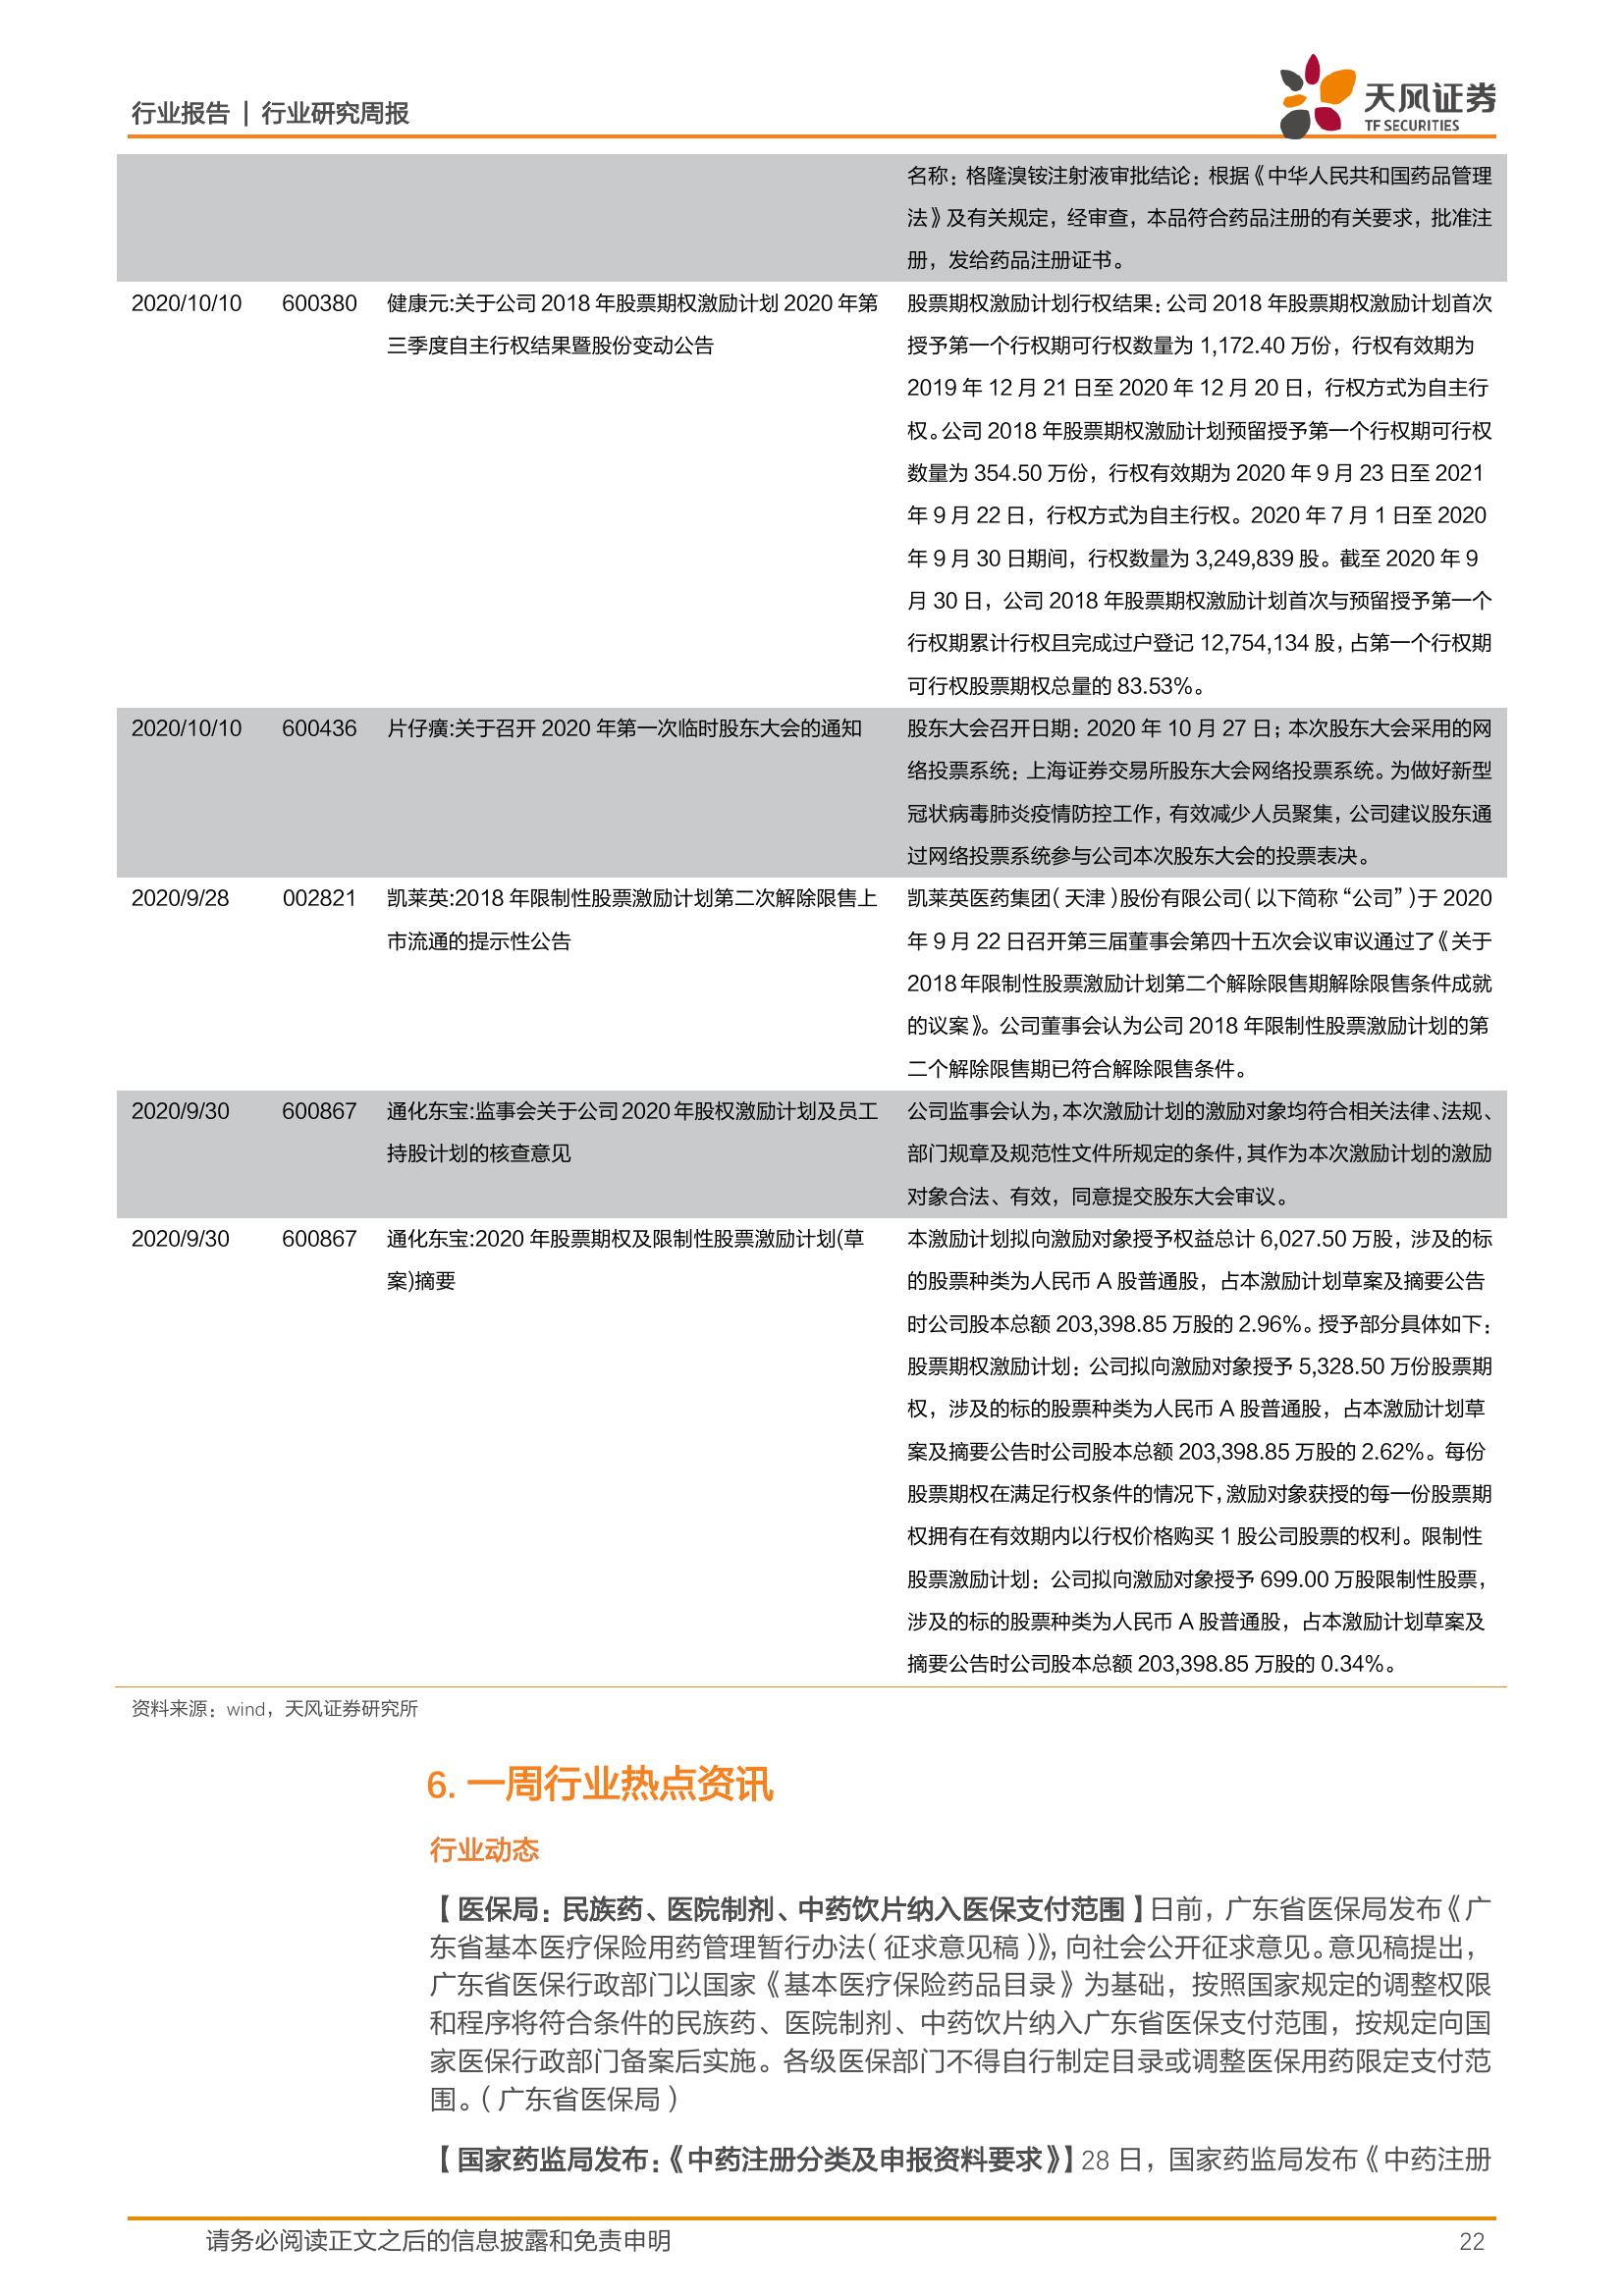 行业报告 | 行业研究周报
天风证券
TF SECURITIES
名称：格隆溴铵注射液审批结论：根据《中华人民共和国药品管理
法》及有关规定，经审查，本品符合药品注册的有关要求，批准注
册，发给药品注册证书。
2020/10/10 600380 健康元:关于公司 2018 年股票期权激励计划 2020 年第 股票期权激励计划行权结果：公司 2018 年股票期权激励计划首次
三季度自主行权结果暨股份变动公告 授予第一个行权期可行权数量为 1,172.40 万份，行权有效期为
2019 年 12 月 21 日至 2020 年 12 月 20 日，行权方式为自主行
权。公司 2018 年股票期权激励计划预留授予第一个行权期可行权
数量为 354.50 万份，行权有效期为 2020 年 9 月 23 日至 2021
年 9 月 22 日，行权方式为自主行权。2020 年 7 月 1 日至 2020
年 9 月 30 日期间，行权数量为 3,249,839 股。截至 2020 年 9
月 30 日，公司 2018 年股票期权激励计划首次与预留授予第一个
行权期累计行权且完成过户登记 12,754,134 股，占第一个行权期
可行权股票期权总量的 83.53%。
2020/10/10 600436 片仔癀:关于召开 2020 年第一次临时股东大会的通知 股东大会召开日期：2020 年 10 月 27 日；本次股东大会采用的网
络投票系统：上海证券交易所股东大会网络投票系统。为做好新型
冠状病毒肺炎疫情防控工作，有效减少人员聚集，公司建议股东通
过网络投票系统参与公司本次股东大会的投票表决。
2020/9/28 002821 凯莱英:2018 年限制性股票激励计划第二次解除限售上 凯莱英医药集团（天津）股份有限公司（以下简称“公司”）于 2020
市流通的提示性公告 年 9 月 22 日召开第三届董事会第四十五次会议审议通过了《关于
2018 年限制性股票激励计划第二个解除限售期解除限售条件成就
的议案》。公司董事会认为公司 2018 年限制性股票激励计划的第
二个解除限售期已符合解除限售条件。
2020/9/30 600867 通化东宝:监事会关于公司 2020 年股权激励计划及员工 公司监事会认为，本次激励计划的激励对象均符合相关法律、法规、
持股计划的核查意见 部门规章及规范性文件所规定的条件，其作为本次激励计划的激励
对象合法、有效，同意提交股东大会审议。
2020/9/30 600867 通化东宝:2020 年股票期权及限制性股票激励计划(草 本激励计划拟向激励对象授予权益总计 6,027.50 万股，涉及的标
案)摘要 的股票种类为人民币 A 股普通股，占本激励计划草案及摘要公告
时公司股本总额 203,398.85 万股的 2.96%。授予部分具体如下：
股票期权激励计划：公司拟向激励对象授予 5,328.50 万份股票期
权，涉及的标的股票种类为人民币 A 股普通股，占本激励计划草
案及摘要公告时公司股本总额 203,398.85 万股的 2.62%。每份
股票期权在满足行权条件的情况下，激励对象获授的每一份股票期
权拥有在有效期内以行权价格购买 1 股公司股票的权利。限制性
股票激励计划：公司拟向激励对象授予 699.00 万股限制性股票，
涉及的标的股票种类为人民币 A 股普通股，占本激励计划草案及
摘要公告时公司股本总额 203,398.85 万股的 0.34%。
资料来源：wind，天风证券研究所
6. 一周行业热点资讯
行业动态
【医保局：民族药、医院制剂、中药饮片纳入医保支付范围】日前，广东省医保局发布《广
东省基本医疗保险用药管理暂行办法（征求意见稿）》，向社会公开征求意见。意见稿提出，
广东省医保行政部门以国家《基本医疗保险药品目录》为基础，按照国家规定的调整权限
和程序将符合条件的民族药、医院制剂、中药饮片纳入广东省医保支付范围，按规定向国
家医保行政部门备案后实施。各级医保部门不得自行制定目录或调整医保用药限定支付范
围。（广东省医保局）
【国家药监局发布：《中药注册分类及申报资料要求》】28 日，国家药监局发布《中药注册
请务必阅读正文之后的信息披露和免责申明 22